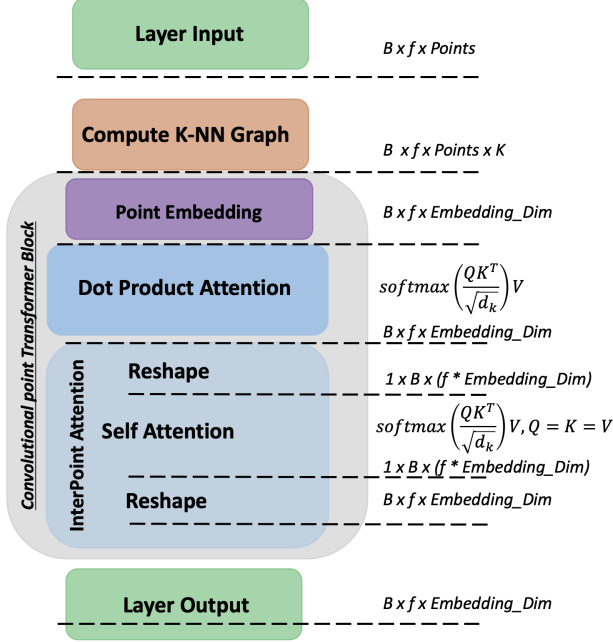 Layer Input
B x f x Points
Compute K-NN Graph
B x f x Points x K
Convolutional point Transformer Block
Point Embedding
B x f x Embedding_Dim
Dot Product Attention
softmax(QK^T/√d_k)V
B x f x Embedding_Dim
InterPoint Attention
Reshape
1 x B x (f * Embedding_Dim)
Self Attention
softmax(QK^T/√d_k)V, Q = K = V
1 x B x (f * Embedding_Dim)
Reshape
B x f x Embedding_Dim
Layer Output
B x f x Embedding_Dim